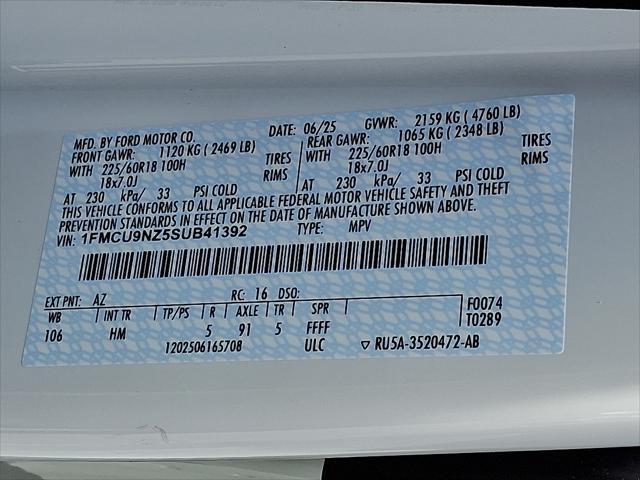 MFD. BY FORD MOTOR CO. DATE: 06/25 GVWR: 2159 KG ( 4760 LB)
FRONT GAWR: 1120 KG ( 2469 LB) REAR GAWR: 1065 KG ( 2348 LB)
WITH 225/60R18 100H TIRES WITH 225/60R18 100H TIRES
18x7.0J RIMS 18x7.0J RIMS
AT 230 kPa/ 33 PSI COLD AT 230 kPa/ 33 PSI COLD
THIS VEHICLE CONFORMS TO ALL APPLICABLE FEDERAL MOTOR VEHICLE SAFETY AND THEFT
PREVENTION STANDARDS IN EFFECT ON THE DATE OF MANUFACTURE SHOWN ABOVE.
VIN: 1FMCU9NZ5SUB41392 TYPE: MPV
EXT PNT: AZ RC: 16 DSO:
WB INT TR TP/PS R AXLE TR SPR F0074
106 HM 5 91 5 FFFF T0289
1202506165708 ULC ▽ RU5A-3520472-AB